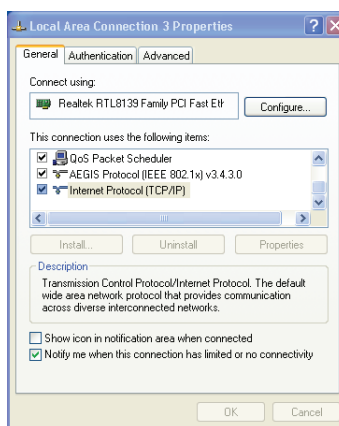 Local Area Connection 3 Properties
General Authentication Advanced
Connect using:
Realtek RTL8139 Family PCI Fast Eth
Configure...
This connection uses the following items:
QoS Packet Scheduler
AEGIS Protocol (IEEE 802.1x) v3.4.3.0
Internet Protocol (TCP/IP)
Install... Uninstall Properties
Description
Transmission Control Protocol/Internet Protocol. The default
wide area network protocol that provides communication
across diverse interconnected networks.
Show icon in notification area when connected
Notify me when this connection has limited or no connectivity
OK Cancel